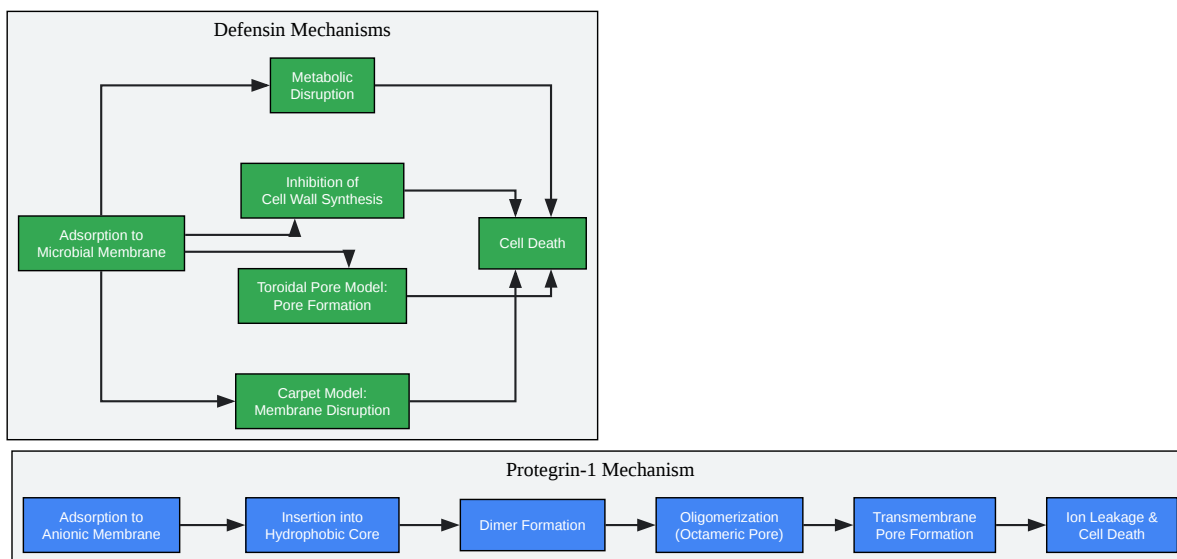 Defensin Mechanisms
Metabolic
Disruption
Inhibition of
Cell Wall Synthesis
Adsorption to
Microbial Membrane
Cell Death
Toroidal Pore Model:
Pore Formation
Carpet Model:
Membrane Disruption
Protegrin-1 Mechanism
Adsorption to
Anionic Membrane
Insertion into
Hydrophobic Core
Dimer Formation
Oligomerization
(Octameric Pore)
Transmembrane
Pore Formation
Ion Leakage &
Cell Death